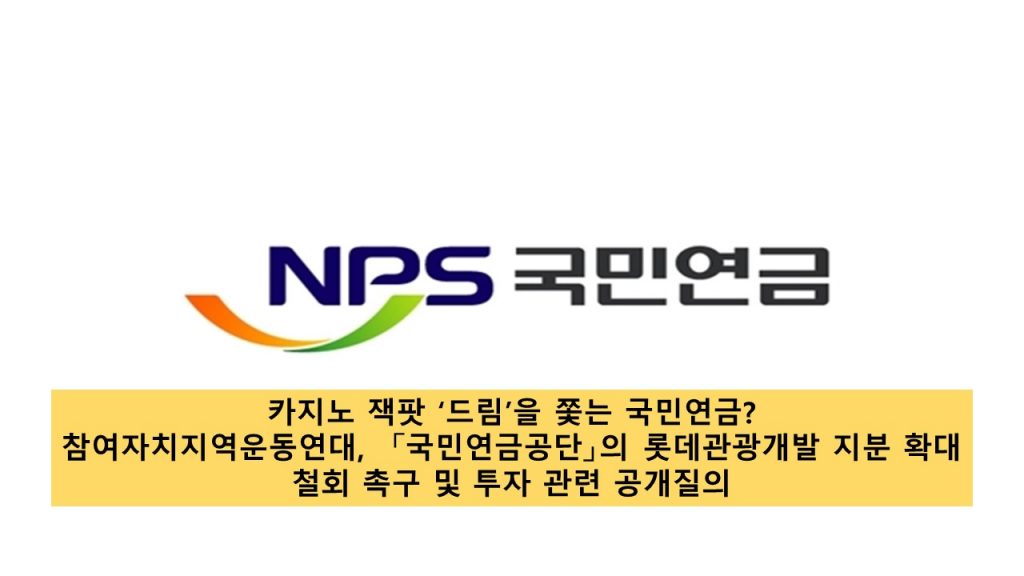 NPS 국민연금
카지노 잭팟 ‘드림’을 쫓는 국민연금?
참여자치지역운동연대, 「국민연금공단」의 롯데관광개발 지분 확대
철회 촉구 및 투자 관련 공개질의